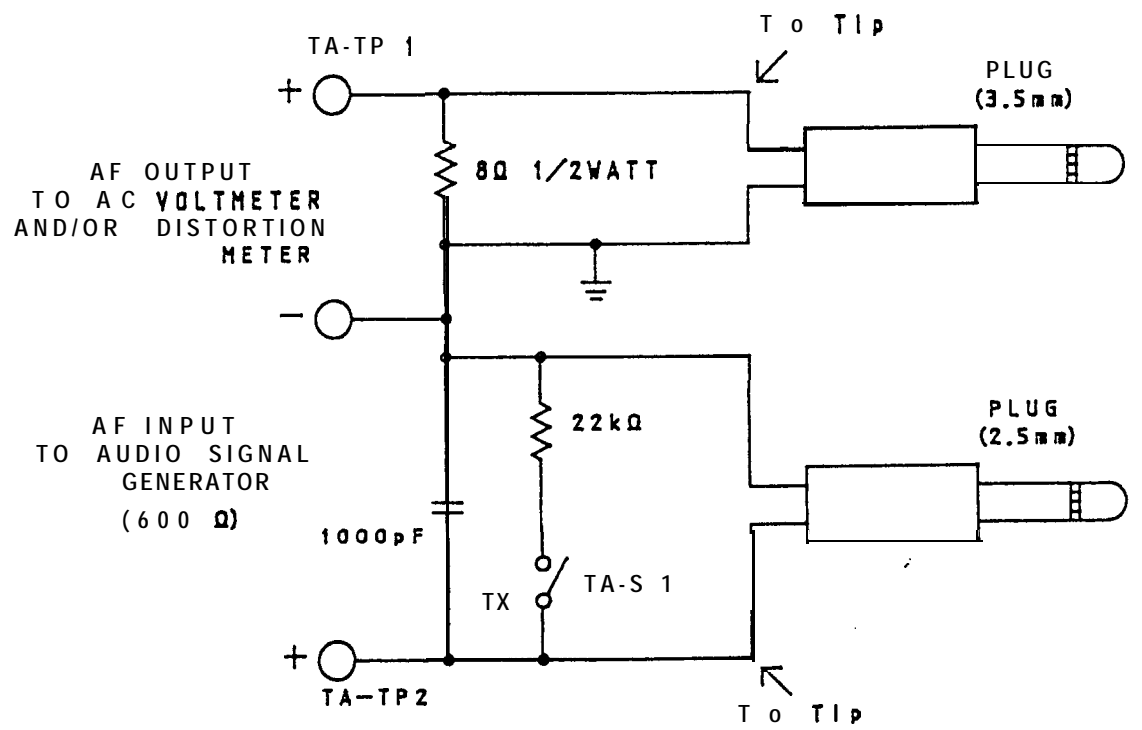 To Tip
TA-TP 1
PLUG
(3.5mm)
+
8Ω 1/2WATT
AF OUTPUT
TO AC VOLTMETER
AND/OR DISTORTION
METER
−
AF INPUT
TO AUDIO SIGNAL
GENERATOR
(600 Ω)
22kΩ
PLUG
(2.5mm)
1000pF
TX
TA-S 1
+
TA-TP2
To Tip